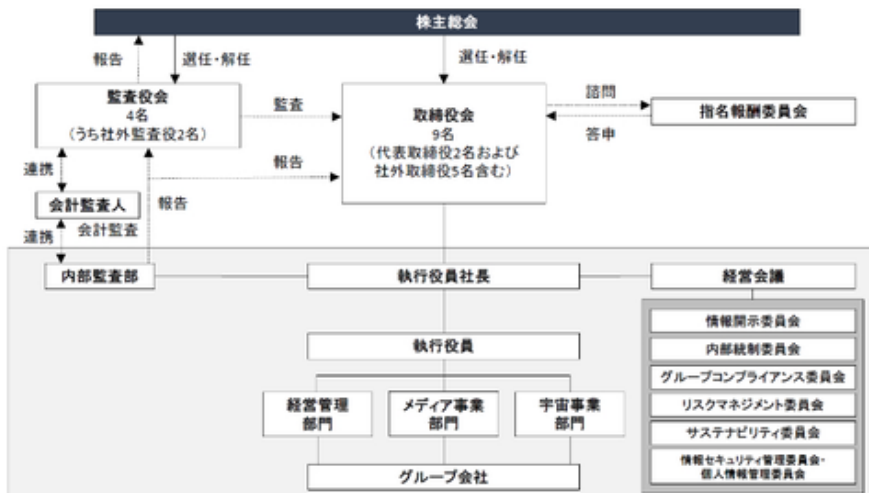 株主総会
報告
選任・解任
選任・解任
監査役会
4名
(うち社外監査役2名)
監査
取締役会
9名
(代表取締役2名および
社外取締役5名含む)
諮問
答申
指名報酬委員会
連携
報告
報告
会計監査人
連携
会計監査
内部監査部
執行役員社長
経営会議
執行役員
経営管理
部門
メディア事業
部門
宇宙事業
部門
グループ会社
情報開示委員会
内部統制委員会
グループコンプライアンス委員会
リスクマネジメント委員会
サステナビリティ委員会
情報セキュリティ管理委員会・
個人情報管理委員会